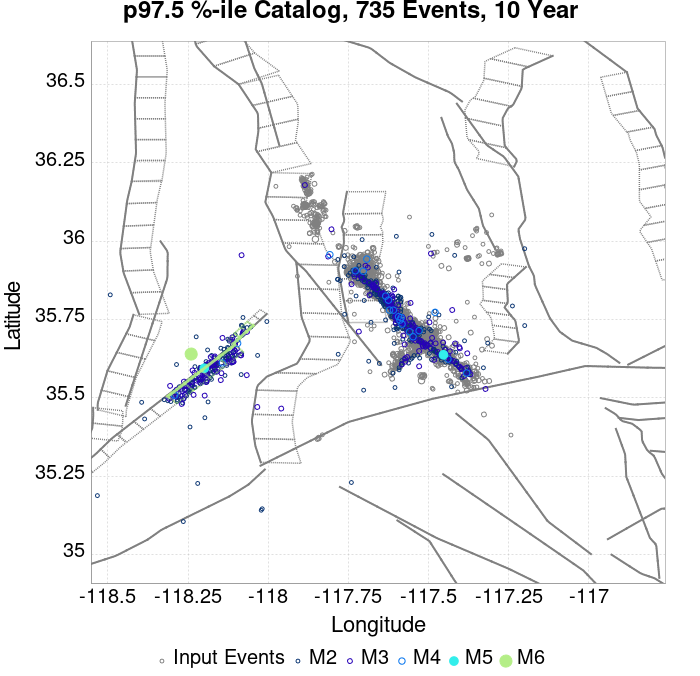 p97.5 %-ile Catalog, 735 Events, 10 Year
36.5
36.25
36
35.75
35.5
35.25
35
Latitude
-118.5 -118.25 -118 -117.75 -117.5 -117.25 -117
Longitude
Input Events M2 M3 M4 M5 M6